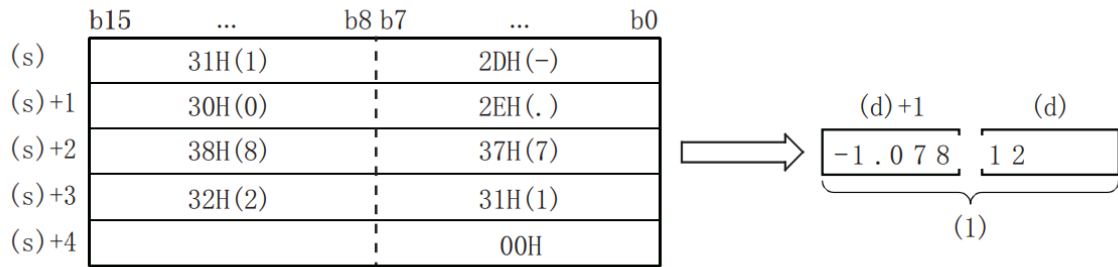 b15 ... b8 b7 ... b0
(s) 31H(1) 2DH(-)
(s)+1 30H(0) 2EH(.)
(s)+2 38H(8) 37H(7)
(s)+3 32H(2) 31H(1)
(s)+4 00H
(d)+1 (d)
-1.078 12
(1)